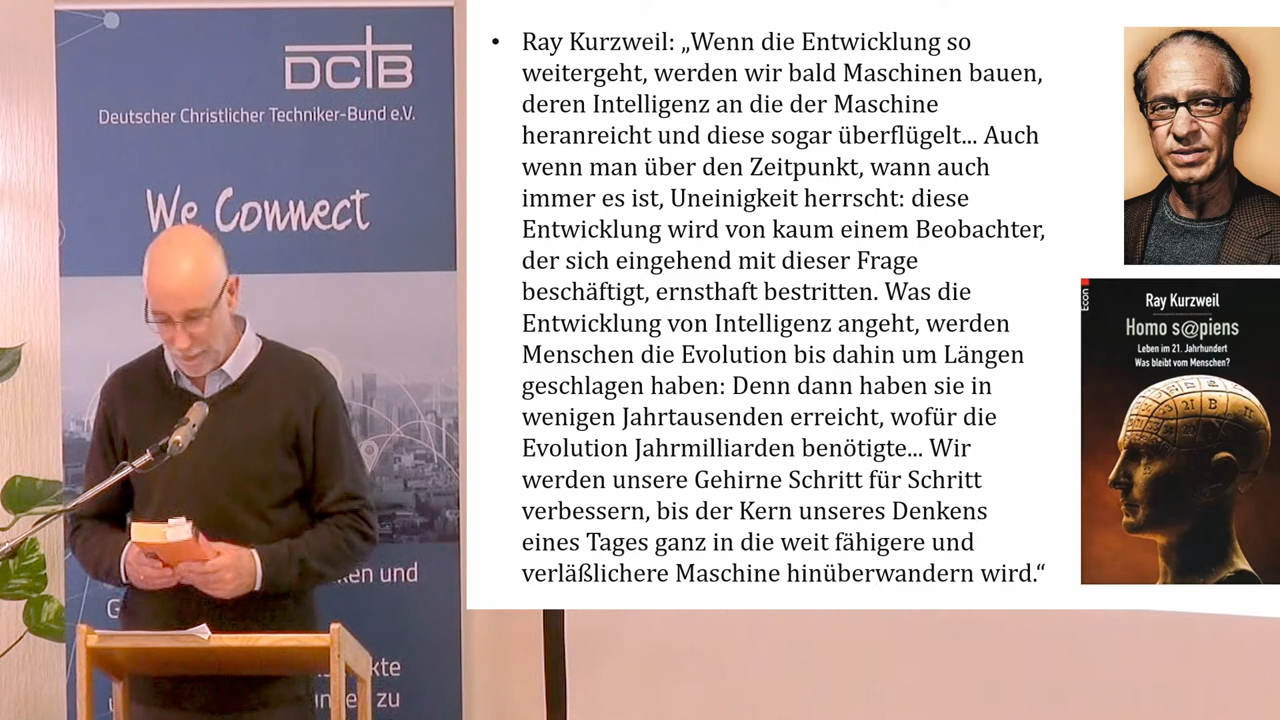 DCTB
Deutscher Christlicher Techniker-Bund e.V.
We Connect
ken und
G
kte
zu
• Ray Kurzweil: „Wenn die Entwicklung so
weitergeht, werden wir bald Maschinen bauen,
deren Intelligenz an die der Maschine
heranreicht und diese sogar überflügelt... Auch
wenn man über den Zeitpunkt, wann auch
immer es ist, Uneinigkeit herrscht: diese
Entwicklung wird von kaum einem Beobachter,
der sich eingehend mit dieser Frage
beschäftigt, ernsthaft bestritten. Was die
Entwicklung von Intelligenz angeht, werden
Menschen die Evolution bis dahin um Längen
geschlagen haben: Denn dann haben sie in
wenigen Jahrtausenden erreicht, wofür die
Evolution Jahrmilliarden benötigte... Wir
werden unsere Gehirne Schritt für Schritt
verbessern, bis der Kern unseres Denkens
eines Tages ganz in die weit fähigere und
verläßlichere Maschine hinüberwandern wird.“
Econ
Ray Kurzweil
Homo s@piens
Leben im 21. Jahrhundert
Was bleibt vom Menschen?